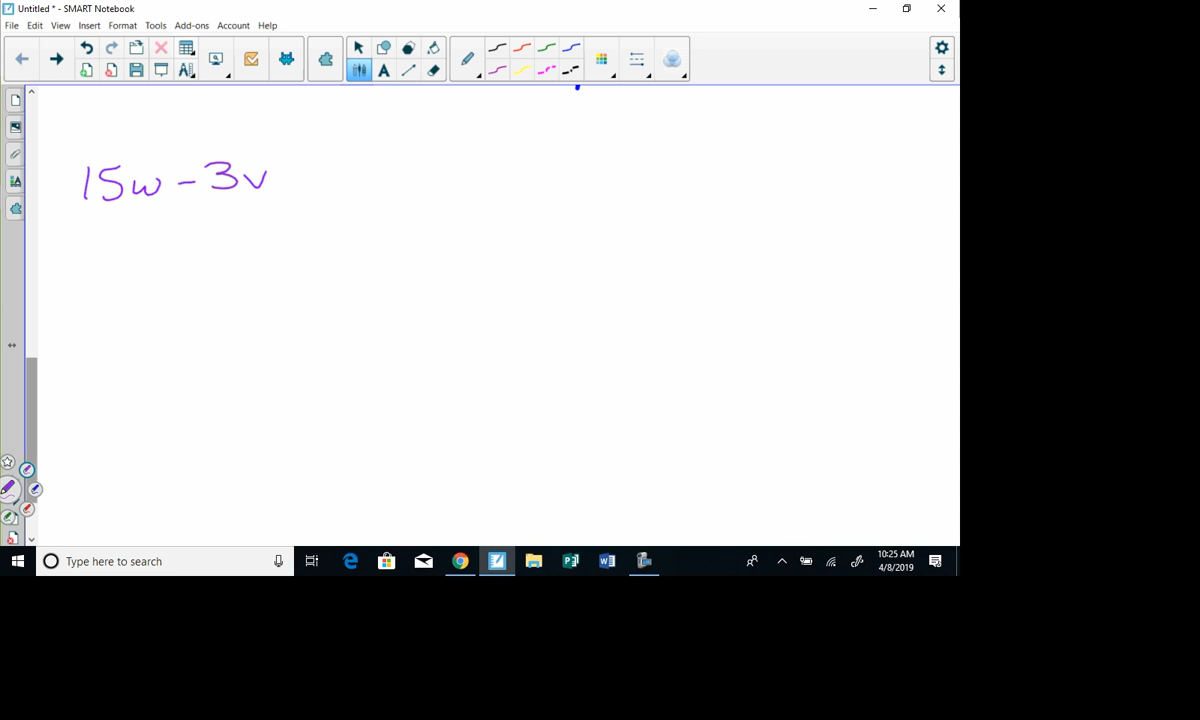 Untitled * - SMART Notebook
File Edit View Insert Format Tools Add-ons Account Help
15w - 3v
Type here to search
10:25 AM
4/8/2019